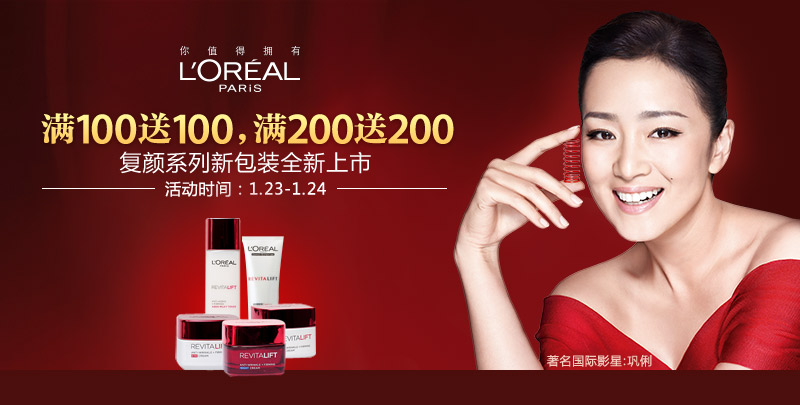 你值得拥有
L'ORÉAL
PARiS
满100送100,满200送200
复颜系列新包装全新上市
活动时间:1.23-1.24
L'ORÉAL
PARIS
REVITALIFT
L'ORÉAL
REVITALIFT
REVITALIFT
REVITALIFT
REVITALIFT
著名国际影星:巩俐